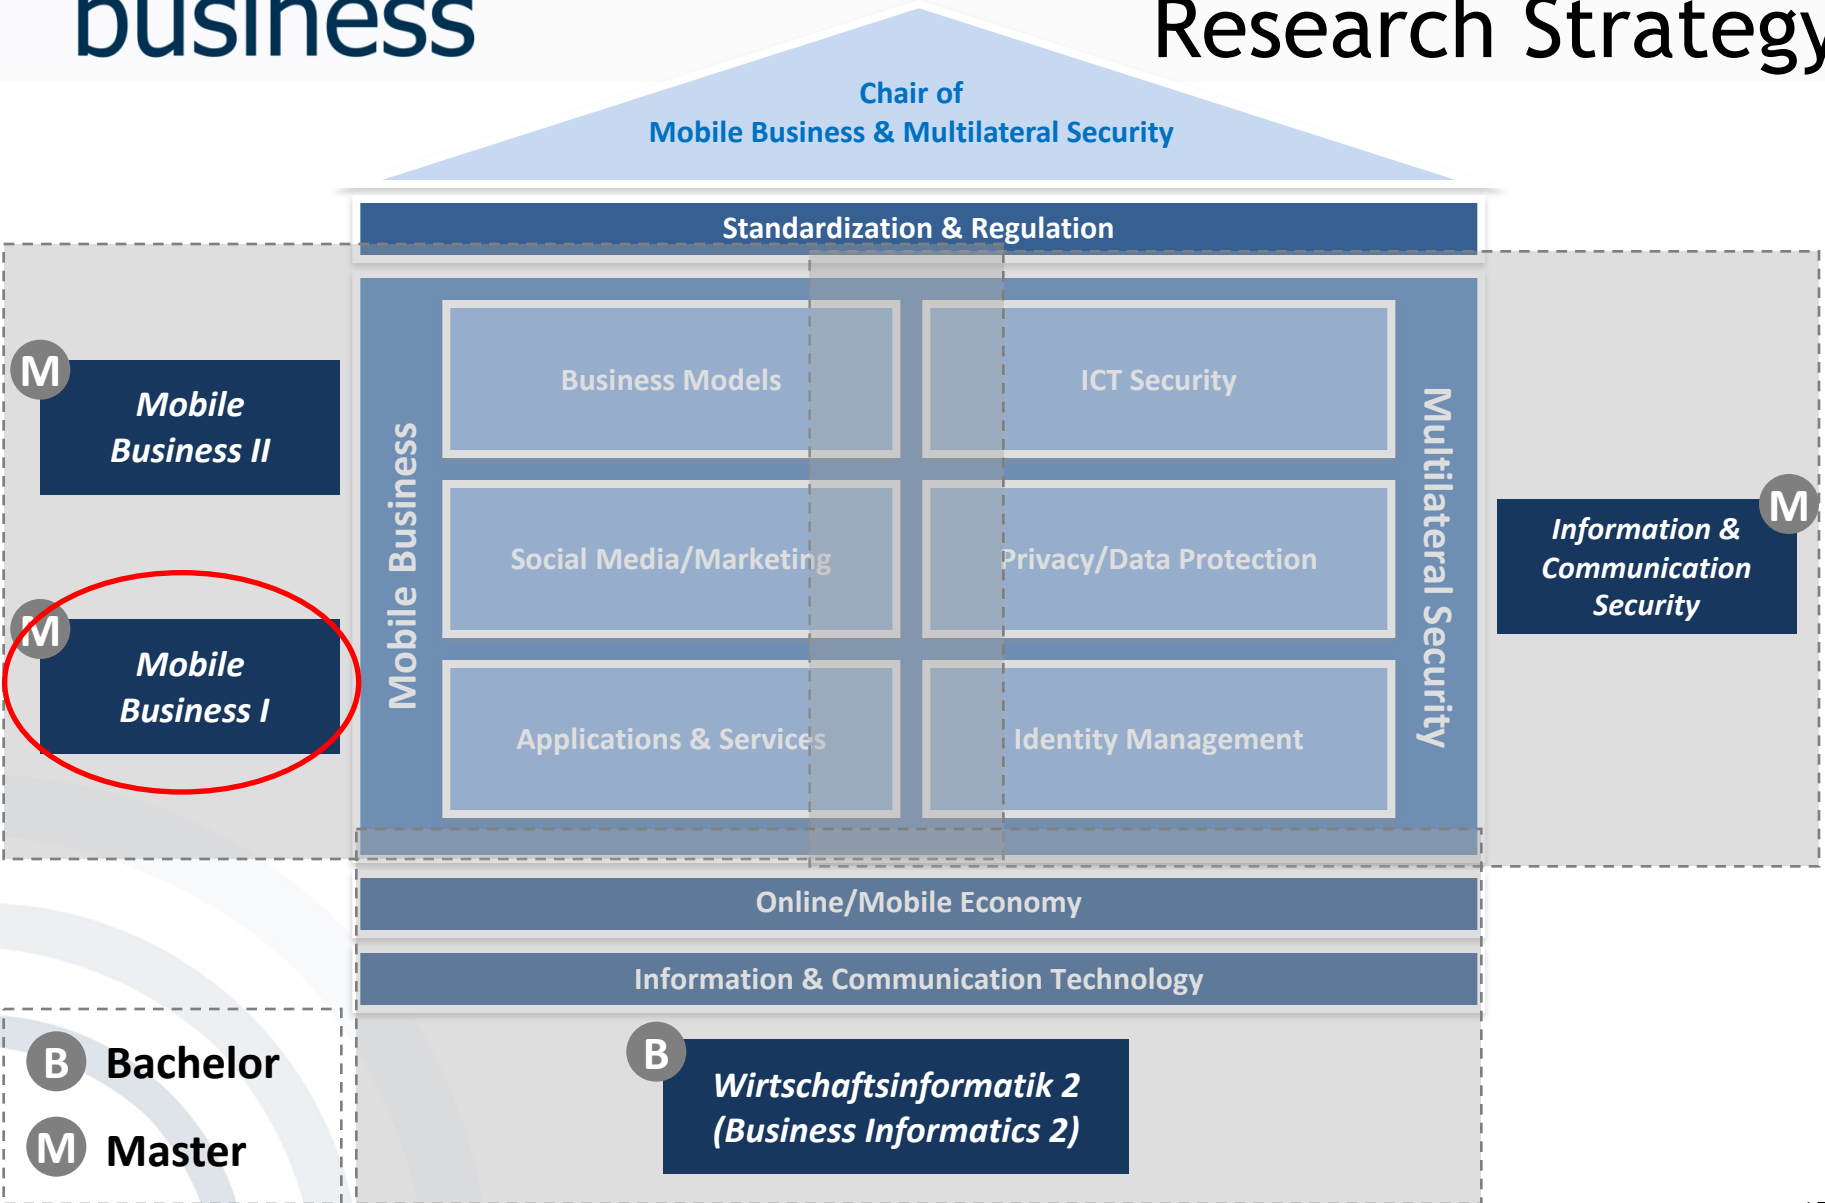 business
Research Strategy
Chair of
Mobile Business & Multilateral Security
Standardization & Regulation
M
Mobile
Business II
M
Mobile
Business I
Mobile Business
Business Models
ICT Security
Social Media/Marketing
Privacy/Data Protection
Applications & Services
Identity Management
Multilateral Security
M
Information &
Communication
Security
Online/Mobile Economy
Information & Communication Technology
B
Wirtschaftsinformatik 2
(Business Informatics 2)
B Bachelor
M Master